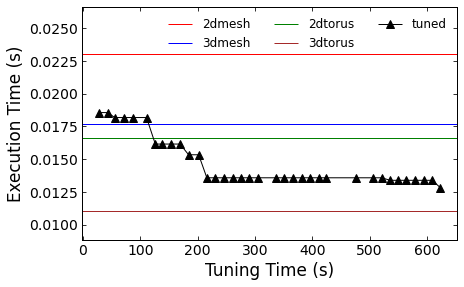 0.0250
0.0225
0.0200
0.0175
0.0150
0.0125
0.0100
Execution Time (s)
2dmesh 2dtorus tuned
3dmesh 3dtorus
0 100 200 300 400 500 600
Tuning Time (s)